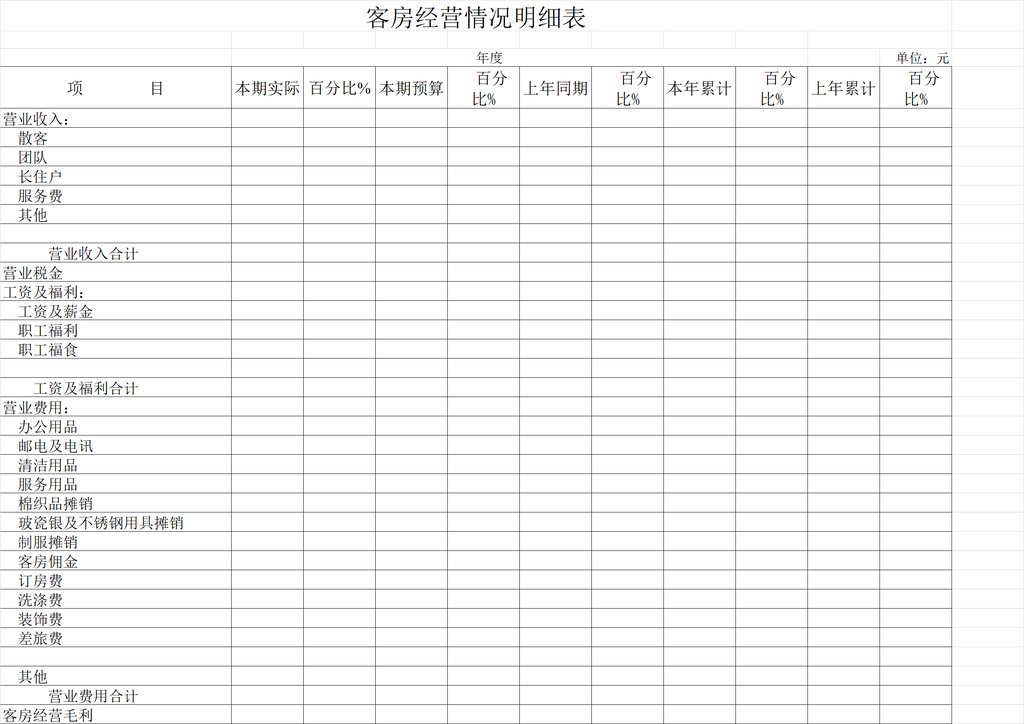 客房经营情况明细表
年度 单位：元
项 目 本期实际 百分比% 本期预算 百分比% 上年同期 百分比% 本年累计 百分比% 上年累计 百分比%
营业收入：
散客
团队
长住户
服务费
其他
营业收入合计
营业税金
工资及福利：
工资及薪金
职工福利
职工福食
工资及福利合计
营业费用：
办公用品
邮电及电讯
清洁用品
服务用品
棉织品摊销
玻瓷银及不锈钢用具摊销
制服摊销
客房佣金
订房费
洗涤费
装饰费
差旅费
其他
营业费用合计
客房经营毛利